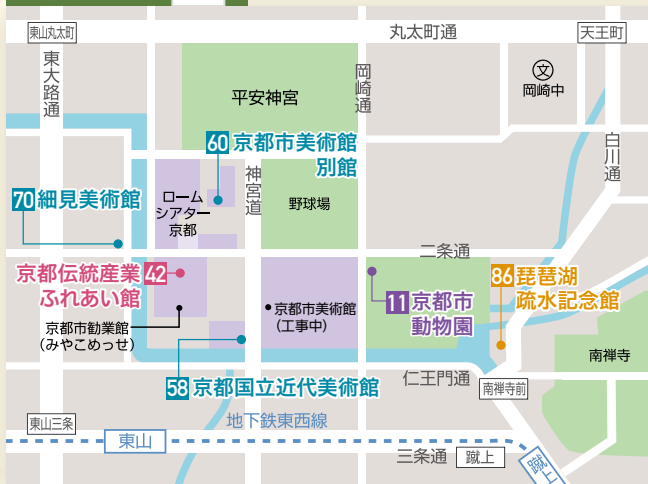 東山丸太町
丸太町通
天王町
東大路通
岡崎通
文
岡崎中
平安神宮
60 京都市美術館
別館
白川通
神宮道
70 細見美術館
ローム
シアター
京都
野球場
二条通
京都伝統産業 42
ふれあい館
86 琵琶湖
疏水記念館
11 京都市
動物園
京都市美術館
(工事中)
京都市勧業館
(みやこめっせ)
南禅寺
58 京都国立近代美術館
仁王門通
南禅寺前
東山三条
地下鉄東西線
東山
三条通
蹴上
蹴上